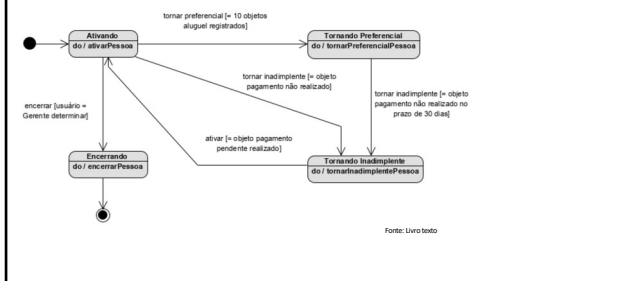 tornar preferencial [= 10 objetos
aluguel registrados]
Ativando
do / ativarPessoa
Tornando Preferencial
do / tornarPreferencialPessoa
tornar inadimplente [= objeto
pagamento não realizado]
tornar inadimplente [= objeto
pagamento não realizado no
prazo de 30 dias]
encerrar [usuário =
Gerente determinar]
ativar [= objeto pagamento
pendente realizado]
Encerrando
do / encerrarPessoa
Tornando Inadimplente
do / tornarInadimplentePessoa
Fonte: Livro texto